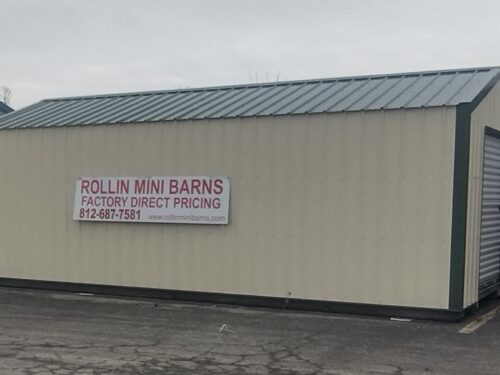 ROLLIN MINI BARNS
FACTORY DIRECT PRICING
812-687-7581 www.rollinminibarns.com